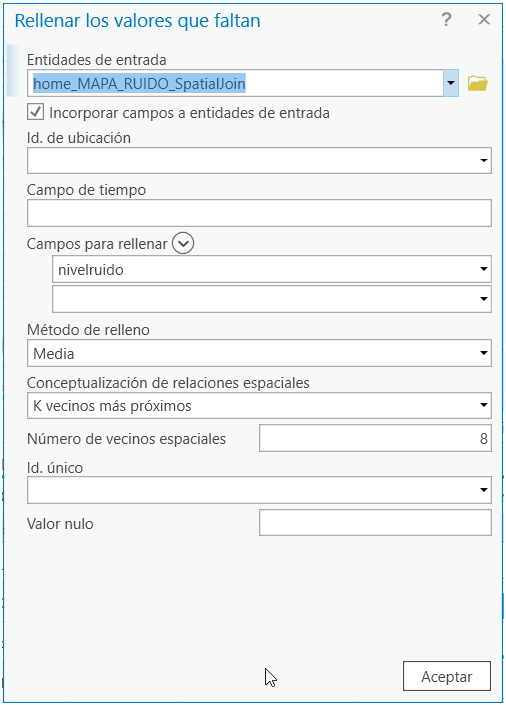 Rellenar los valores que faltan
?
Entidades de entrada
home_MAPA_RUIDO_SpatialJoin
Incorporar campos a entidades de entrada
Id. de ubicación
Campo de tiempo
Campos para rellenar
nivelruido
Método de relleno
Media
Conceptualización de relaciones espaciales
K vecinos más próximos
Número de vecinos espaciales 8
Id. único
Valor nulo
Aceptar